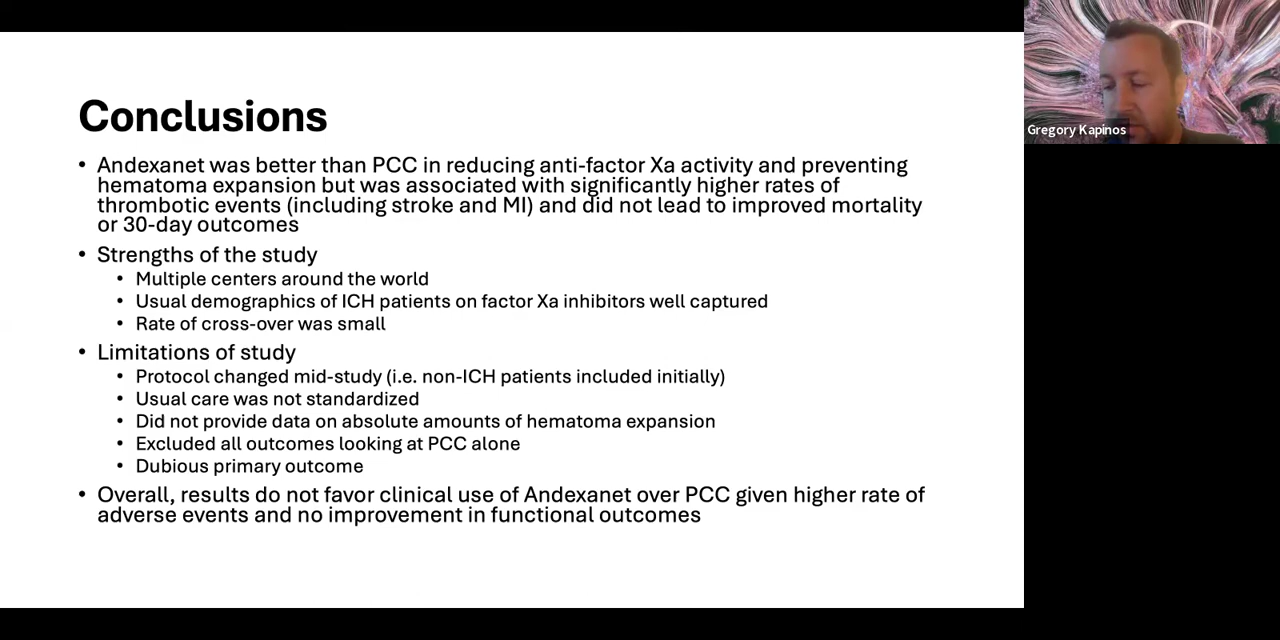 Conclusions
• Andexanet was better than PCC in reducing anti-factor Xa activity and preventing
hematoma expansion but was associated with significantly higher rates of
thrombotic events (including stroke and MI) and did not lead to improved mortality
or 30-day outcomes
• Strengths of the study
• Multiple centers around the world
• Usual demographics of ICH patients on factor Xa inhibitors well captured
• Rate of cross-over was small
• Limitations of study
• Protocol changed mid-study (i.e. non-ICH patients included initially)
• Usual care was not standardized
• Did not provide data on absolute amounts of hematoma expansion
• Excluded all outcomes looking at PCC alone
• Dubious primary outcome
• Overall, results do not favor clinical use of Andexanet over PCC given higher rate of
adverse events and no improvement in functional outcomes
Gregory Kapinos